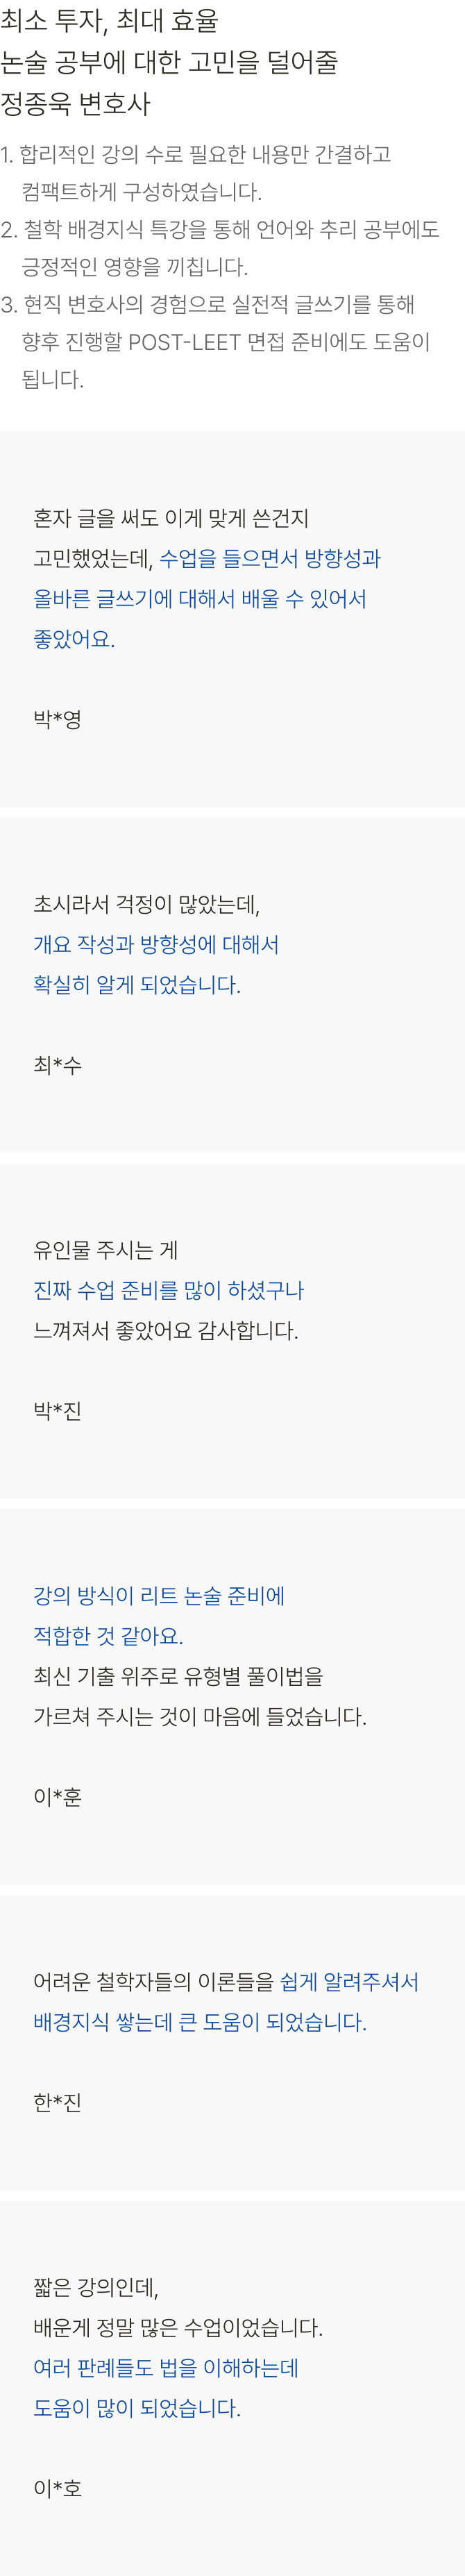 최소 투자, 최대 효율
논술 공부에 대한 고민을 덜어줄
정종욱 변호사
1. 합리적인 강의 수로 필요한 내용만 간결하고
컴팩트하게 구성하였습니다.
2. 철학 배경지식 특강을 통해 언어와 추리 공부에도
긍정적인 영향을 끼칩니다.
3. 현직 변호사의 경험으로 실전적 글쓰기를 통해
향후 진행할 POST-LEET 면접 준비에도 도움이
됩니다.
혼자 글을 써도 이게 맞게 쓴건지
고민했었는데, 수업을 들으면서 방향성과
올바른 글쓰기에 대해서 배울 수 있어서
좋았어요.
박*영
초시라서 걱정이 많았는데,
개요 작성과 방향성에 대해서
확실히 알게 되었습니다.
최*수
유인물 주시는 게
진짜 수업 준비를 많이 하셨구나
느껴져서 좋았어요 감사합니다.
박*진
강의 방식이 리트 논술 준비에
적합한 것 같아요.
최신 기출 위주로 유형별 풀이법을
가르쳐 주시는 것이 마음에 들었습니다.
이*훈
어려운 철학자들의 이론들을 쉽게 알려주셔서
배경지식 쌓는데 큰 도움이 되었습니다.
한*진
짧은 강의인데,
배운게 정말 많은 수업이었습니다.
여러 판례들도 법을 이해하는데
도움이 많이 되었습니다.
이*호